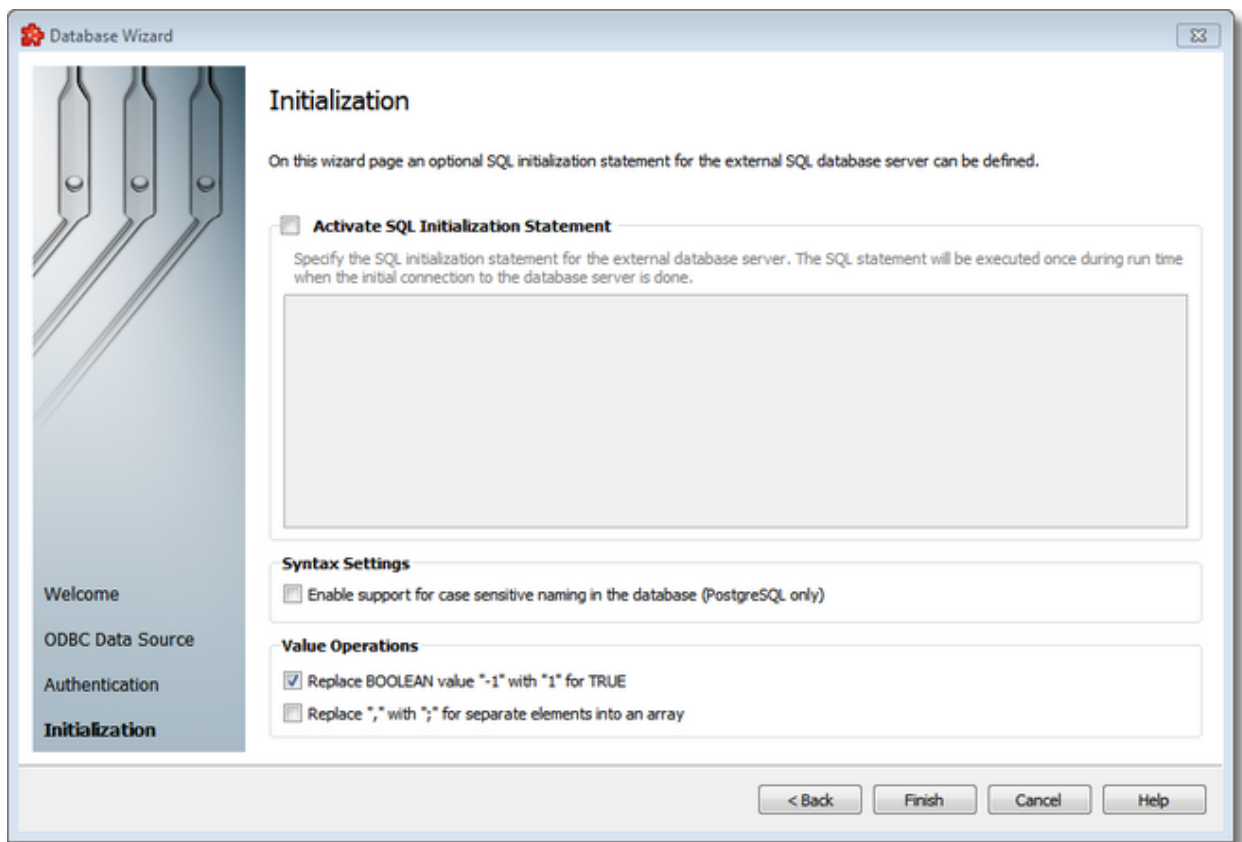 Database Wizard
Initialization
On this wizard page an optional SQL initialization statement for the external SQL database server can be defined.
Activate SQL Initialization Statement
Specify the SQL initialization statement for the external database server. The SQL statement will be executed once during run time
when the initial connection to the database server is done.
Syntax Settings
Enable support for case sensitive naming in the database (PostgreSQL only)
Value Operations
Replace BOOLEAN value "-1" with "1" for TRUE
Replace "," with ";" for separate elements into an array
Welcome
ODBC Data Source
Authentication
Initialization
< Back Finish Cancel Help